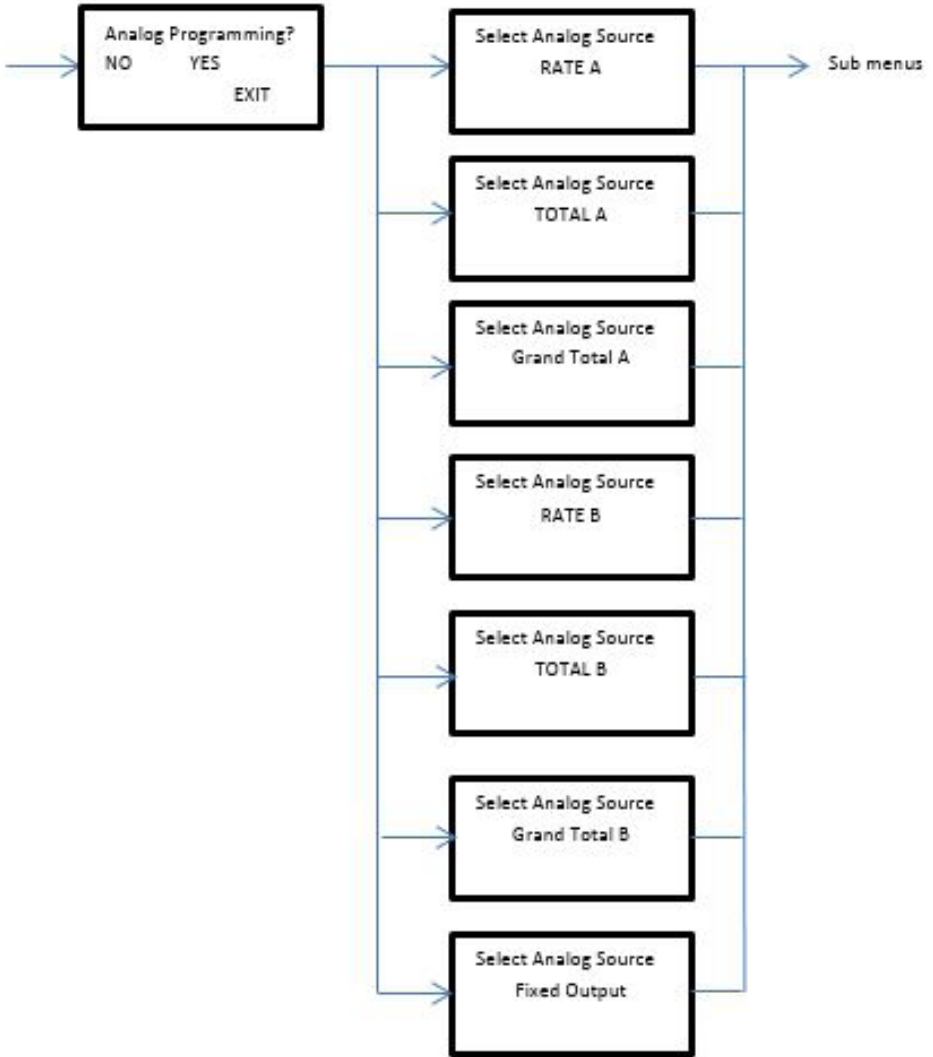 Analog Programming?
NO YES
EXIT
Select Analog Source
RATE A
Sub menus
Select Analog Source
TOTAL A
Select Analog Source
Grand Total A
Select Analog Source
RATE B
Select Analog Source
TOTAL B
Select Analog Source
Grand Total B
Select Analog Source
Fixed Output